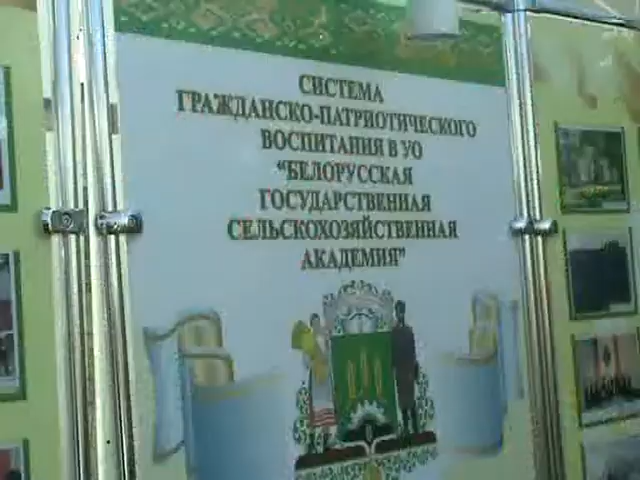 СИСТЕМА
ГРАЖДАНСКО-ПАТРИОТИЧЕСКОГО
ВОСПИТАНИЯ В УО
"БЕЛОРУССКАЯ
ГОСУДАРСТВЕННАЯ
СЕЛЬСКОХОЗЯЙСТВЕННАЯ
АКАДЕМИЯ"